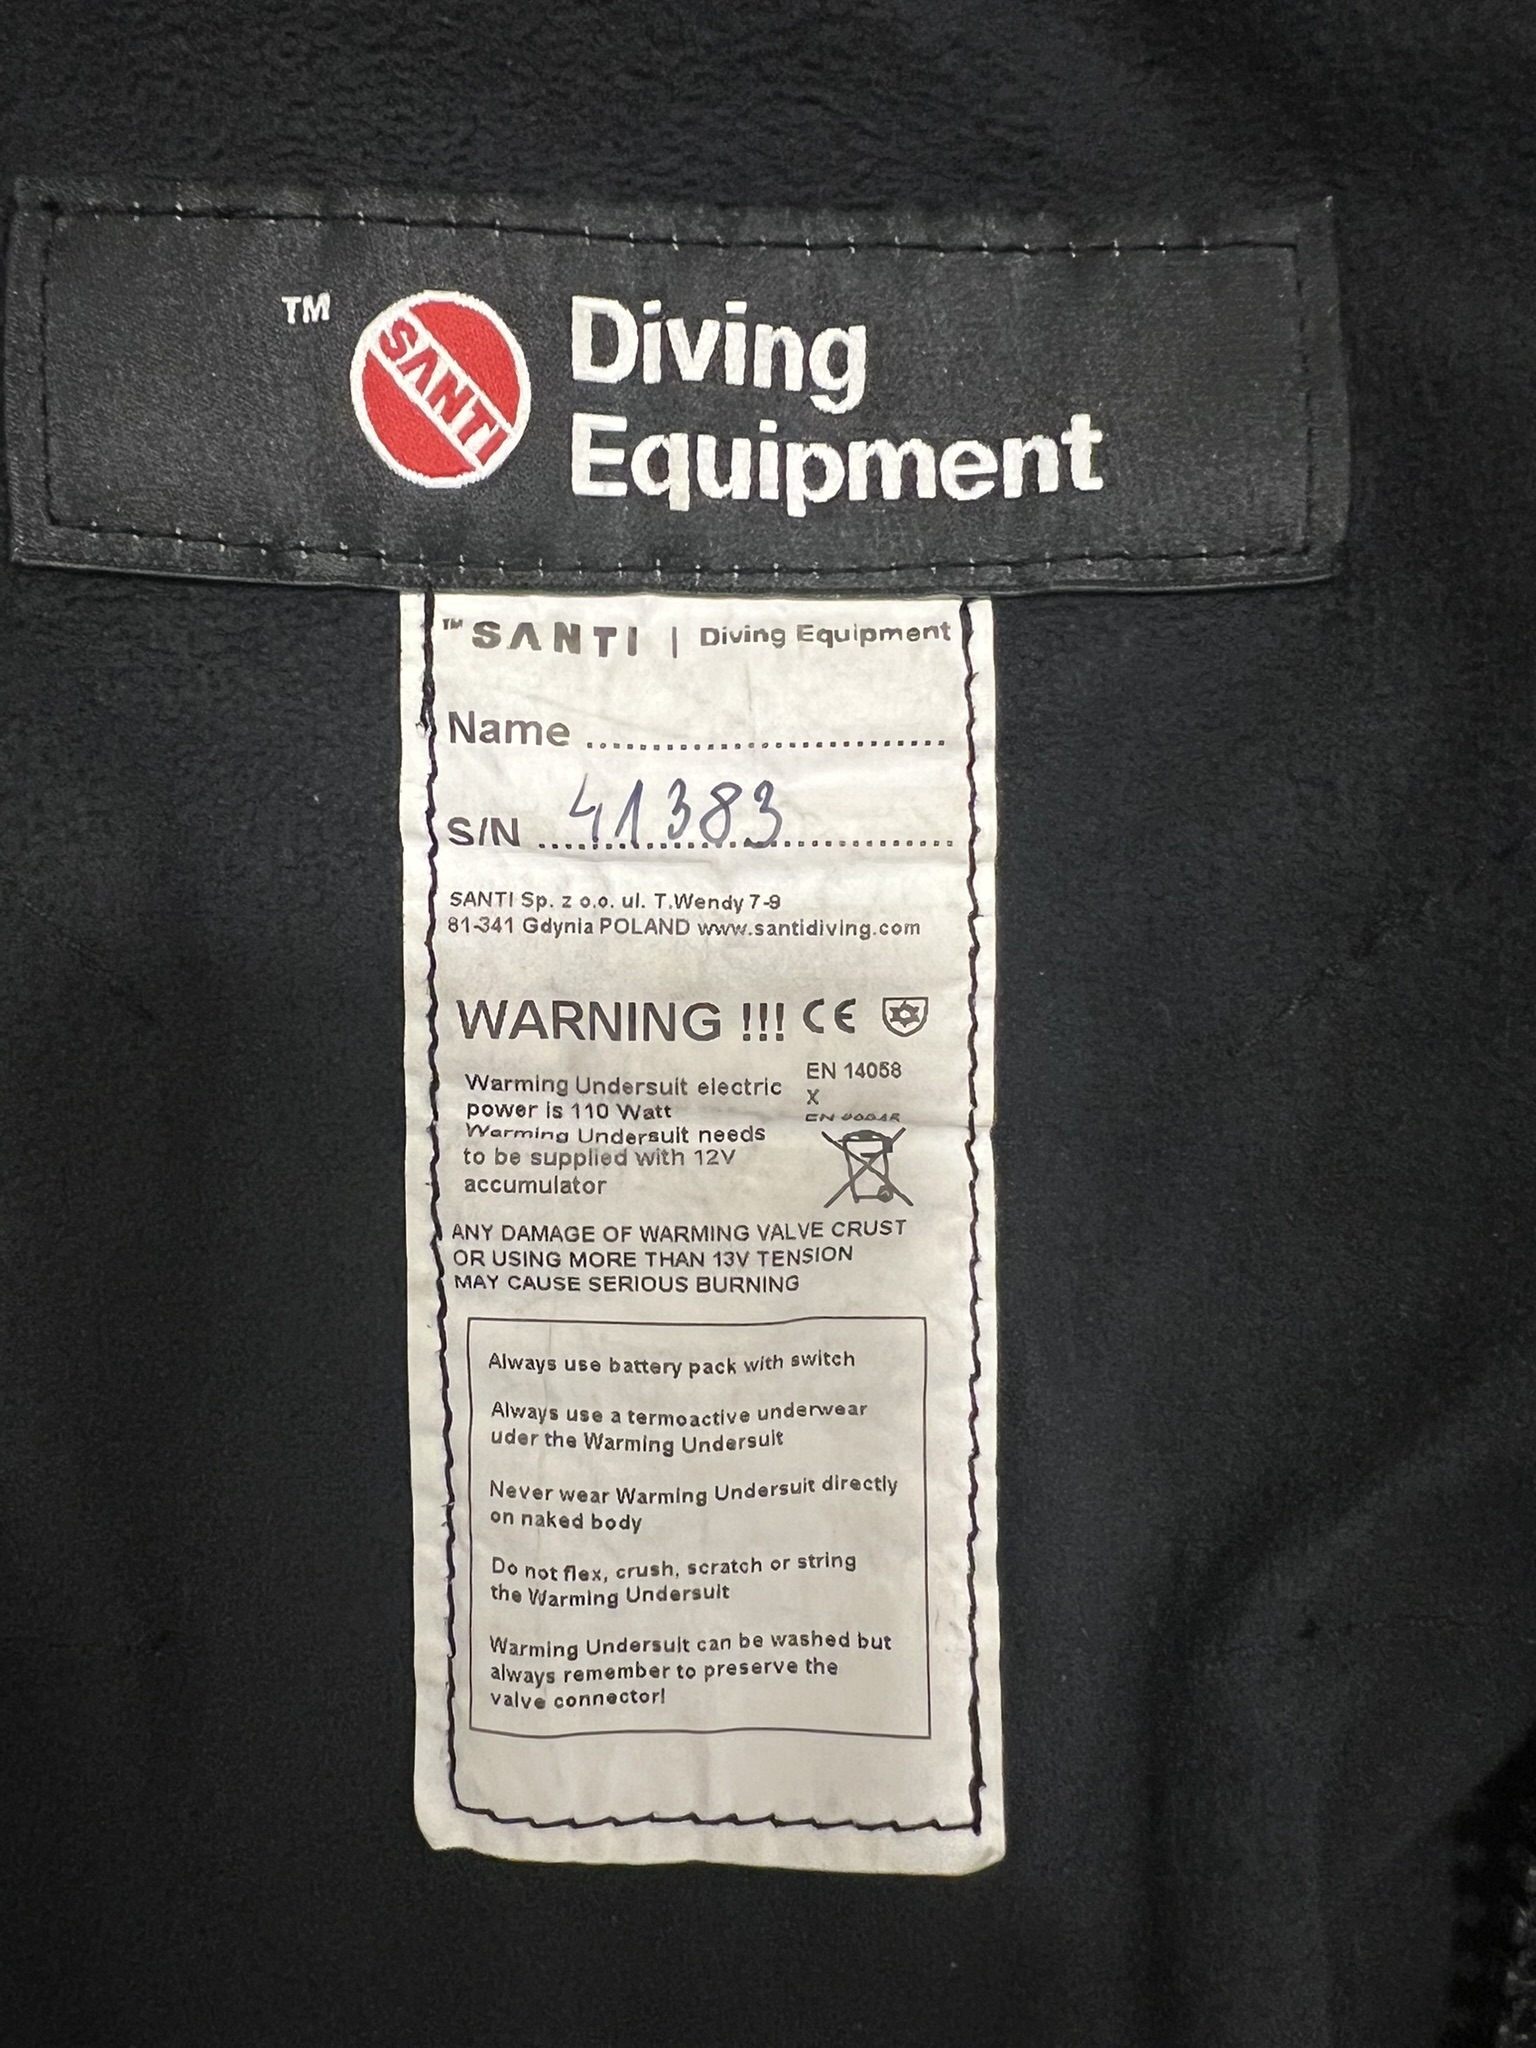 TM
SANTI
Diving
Equipment
TM SANTI | Diving Equipment
Name ...........................
S/N 41383
SANTI Sp. z o.o. ul. T.Wendy 7-9
81-341 Gdynia POLAND www.santidiving.com
WARNING !!! CE
EN 14058
X
EN
Warming Undersuit electric
power is 110 Watt
Warming Undersuit needs
to be supplied with 12V
accumulator
ANY DAMAGE OF WARMING VALVE CRUST
OR USING MORE THAN 13V TENSION
MAY CAUSE SERIOUS BURNING
Always use battery pack with switch
Always use a termoactive underwear
uder the Warming Undersuit
Never wear Warming Undersuit directly
on naked body
Do not flex, crush, scratch or string
the Warming Undersuit
Warming Undersuit can be washed but
always remember to preserve the
valve connector!